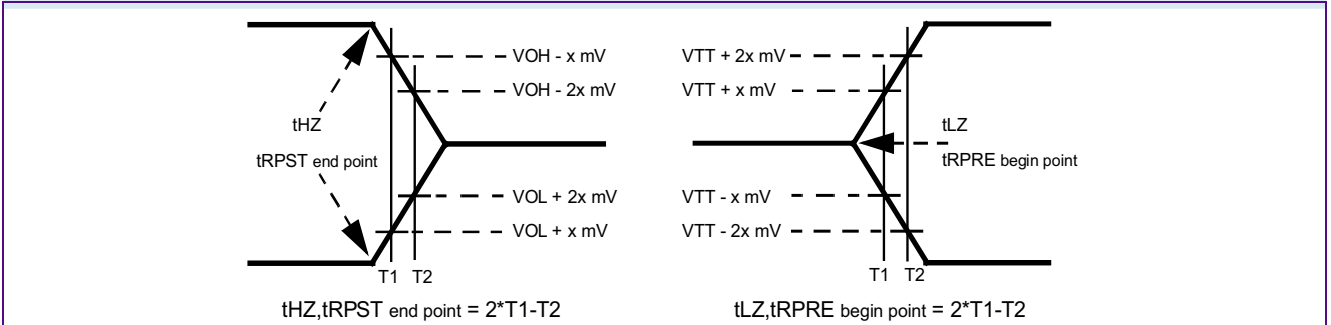 VOH - x mV
VOH - 2x mV
tHZ
tRPST end point
VOL + 2x mV
VOL + x mV
T1 T2
tHZ,tRPST end point = 2*T1-T2
VTT + 2x mV
VTT + x mV
tLZ
tRPRE begin point
VTT - x mV
VTT - 2x mV
T1 T2
tLZ,tRPRE begin point = 2*T1-T2